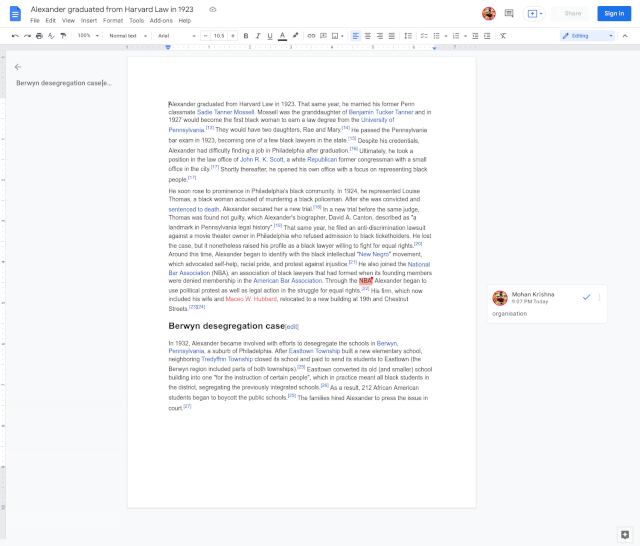 Alexander graduated from Harvard Law in 1923
Share
Sign in
File Edit View Insert Format Tools Add-ons Help
100%
Normal text
Arial
10.5
Editing
Berwyn desegregation case[e...
Alexander graduated from Harvard Law in 1923. That same year, he married his former Penn
classmate Sadie Tanner Mossell. Mossell was the granddaughter of Benjamin Tucker Tanner and in
1927 would become the first black woman to earn a law degree from the University of
Pennsylvania.[13] They would have two daughters, Rae and Mary.[14] He passed the Pennsylvania
bar exam in 1923, becoming one of a few black lawyers in the state.[15] Despite his credentials,
Alexander had difficulty finding a job in Philadelphia after graduation.[16] Ultimately, he took a
position in the law office of John R. K. Scott, a white Republican former congressman with a small
office in the city.[17] Shortly thereafter, he opened his own office with a focus on representing black
people.[17]
He soon rose to prominence in Philadelphia's black community. In 1924, he represented Louise
Thomas, a black woman accused of murdering a black policeman. After she was convicted and
sentenced to death, Alexander secured her a new trial.[18] In a new trial before the same judge,
Thomas was found not guilty, which Alexander's biographer, David A. Canton, described as "a
landmark in Pennsylvania legal history".[19] That same year, he filed an anti-discrimination lawsuit
against a movie theater owner in Philadelphia who refused admission to black ticketholders. He lost
the case, but it nonetheless raised his profile as a black lawyer willing to fight for equal rights.[20]
Around this time, Alexander began to identify with the black intellectual "New Negro" movement,
which advocated self-help, racial pride, and protest against injustice.[21] He also joined the National
Bar Association (NBA), an association of black lawyers that had formed when its founding members
were denied membership in the American Bar Association. Through the NBA Alexander began to
use political protest as well as legal action in the struggle for equal rights.[22] His firm, which now
included his wife and Maceo W. Hubbard, relocated to a new building at 19th and Chestnut
Streets.[23][24]
Berwyn desegregation case[edit]
In 1932, Alexander became involved with efforts to desegregate the schools in Berwyn,
Pennsylvania, a suburb of Philadelphia. After Easttown Township built a new elementary school,
neighboring Tredyffrin Township closed its school and paid to send its students to Easttown (the
Berwyn region included parts of both townships).[25] Easttown converted its old (and smaller) school
building into one "for the instruction of certain people", which in practice meant all black students in
the district, segregating the previously integrated schools.[26] As a result, 212 African American
students began to boycott the public schools.[25] The families hired Alexander to press the issue in
court.[27]
Mohan Krishna
9:07 PM Today
organisation